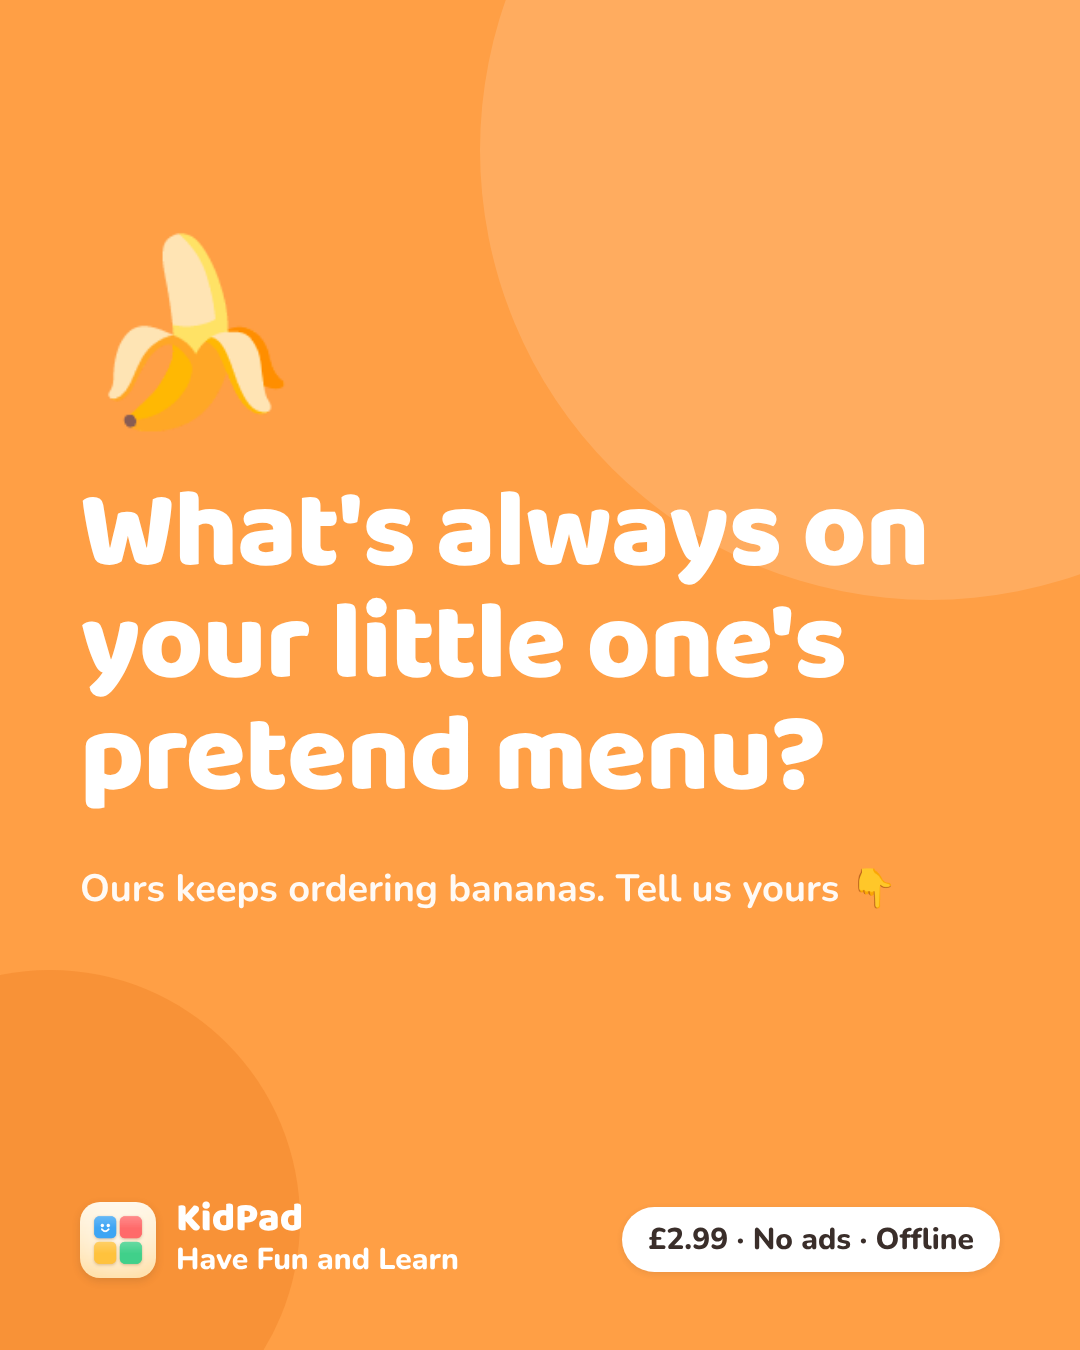 What's always on
your little one's
pretend menu?
Ours keeps ordering bananas. Tell us yours 👇
KidPad
Have Fun and Learn
£2.99 · No ads · Offline